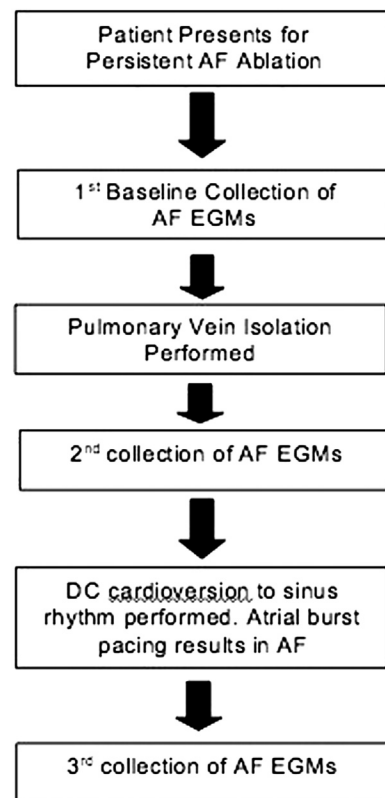 Patient Presents for
Persistent AF Ablation
1st Baseline Collection of
AF EGMs
Pulmonary Vein Isolation
Performed
2nd collection of AF EGMs
DC cardioversion to sinus
rhythm performed. Atrial burst
pacing results in AF
3rd collection of AF EGMs